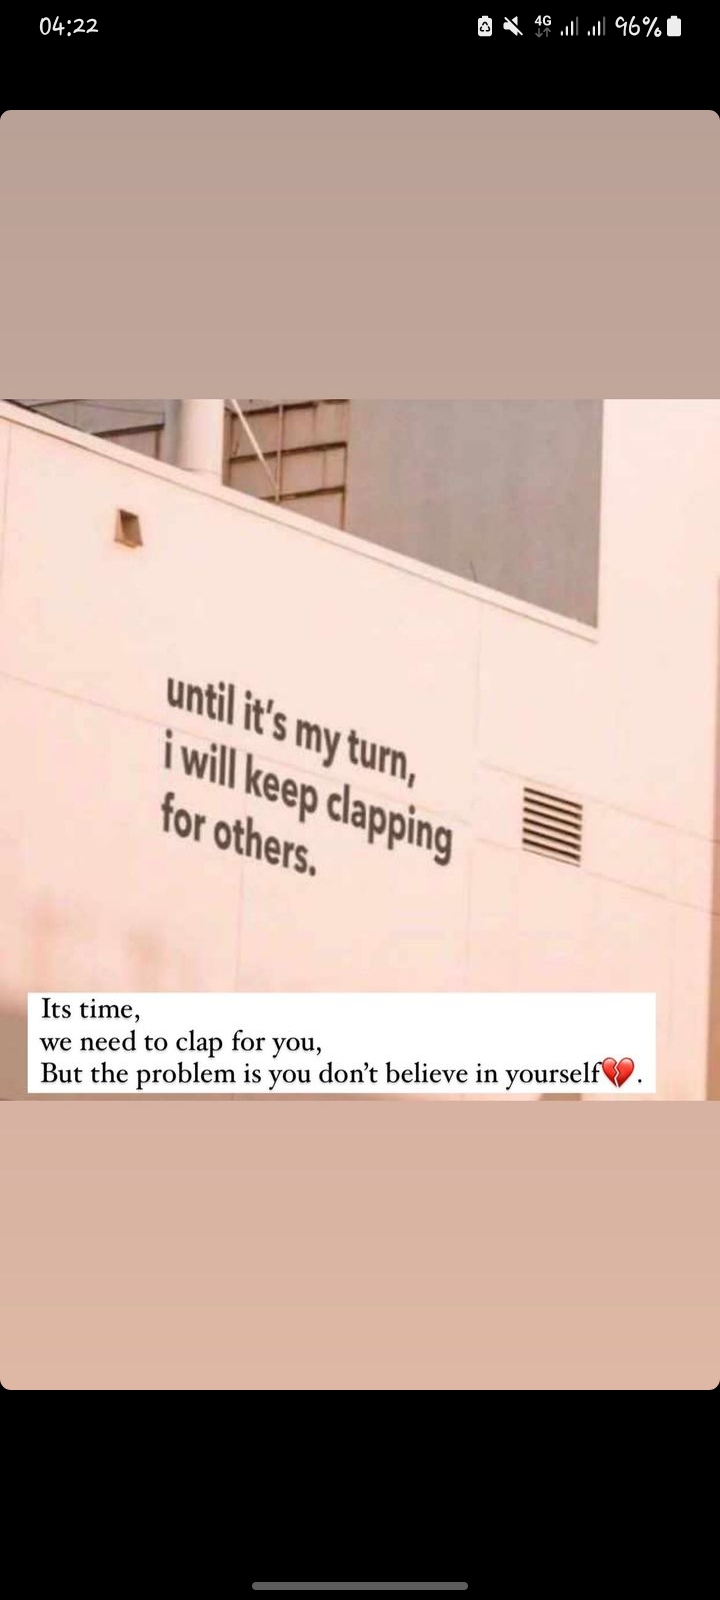 04:22
4G
96%
until it's my turn,
i will keep clapping
for others.
Its time,
we need to clap for you,
But the problem is you don't believe in yourself💔.